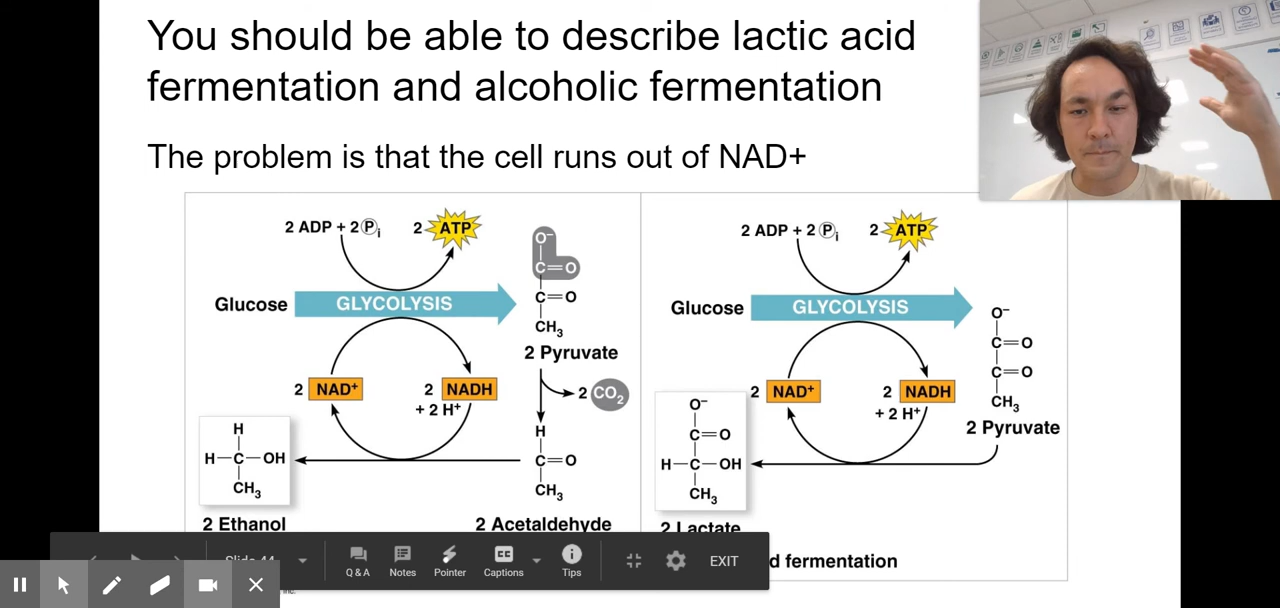 You should be able to describe lactic acid
fermentation and alcoholic fermentation
The problem is that the cell runs out of NAD+
2 ADP + 2 Pi 2 ATP
O⁻
C=O
Glucose GLYCOLYSIS
C=O
CH3
2 Pyruvate
2 NAD⁺ 2 NADH
+ 2 H⁺
2 CO2
H
H–C–OH
CH3
2 Ethanol
H
C=O
CH3
2 Acetaldehyde
2 ADP + 2 Pi 2 ATP
Glucose GLYCOLYSIS
O⁻
C=O
C=O
CH3
2 Pyruvate
2 NAD⁺ 2 NADH
+ 2 H⁺
O⁻
C=O
H–C–OH
CH3
2 Lactate
d fermentation
Slide 44
Q & A Notes Pointer Captions Tips EXIT
CC
Inc.